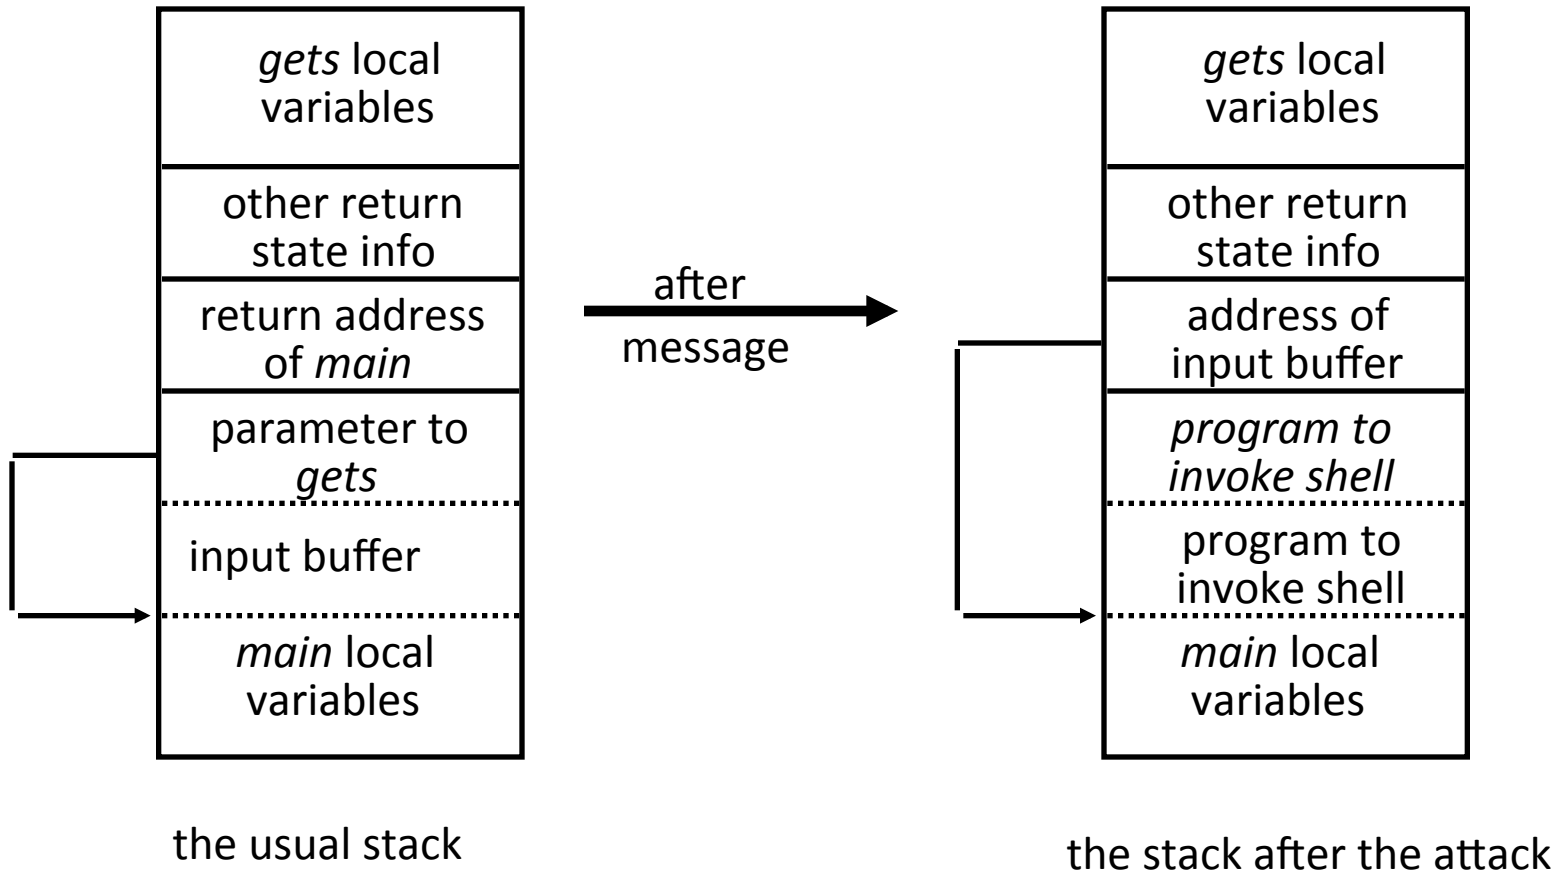 gets local
variables
other return
state info
return address
of main
parameter to
gets
input buffer
main local
variables
the usual stack
after
message
gets local
variables
other return
state info
address of
input buffer
program to
invoke shell
program to
invoke shell
main local
variables
the stack after the attack